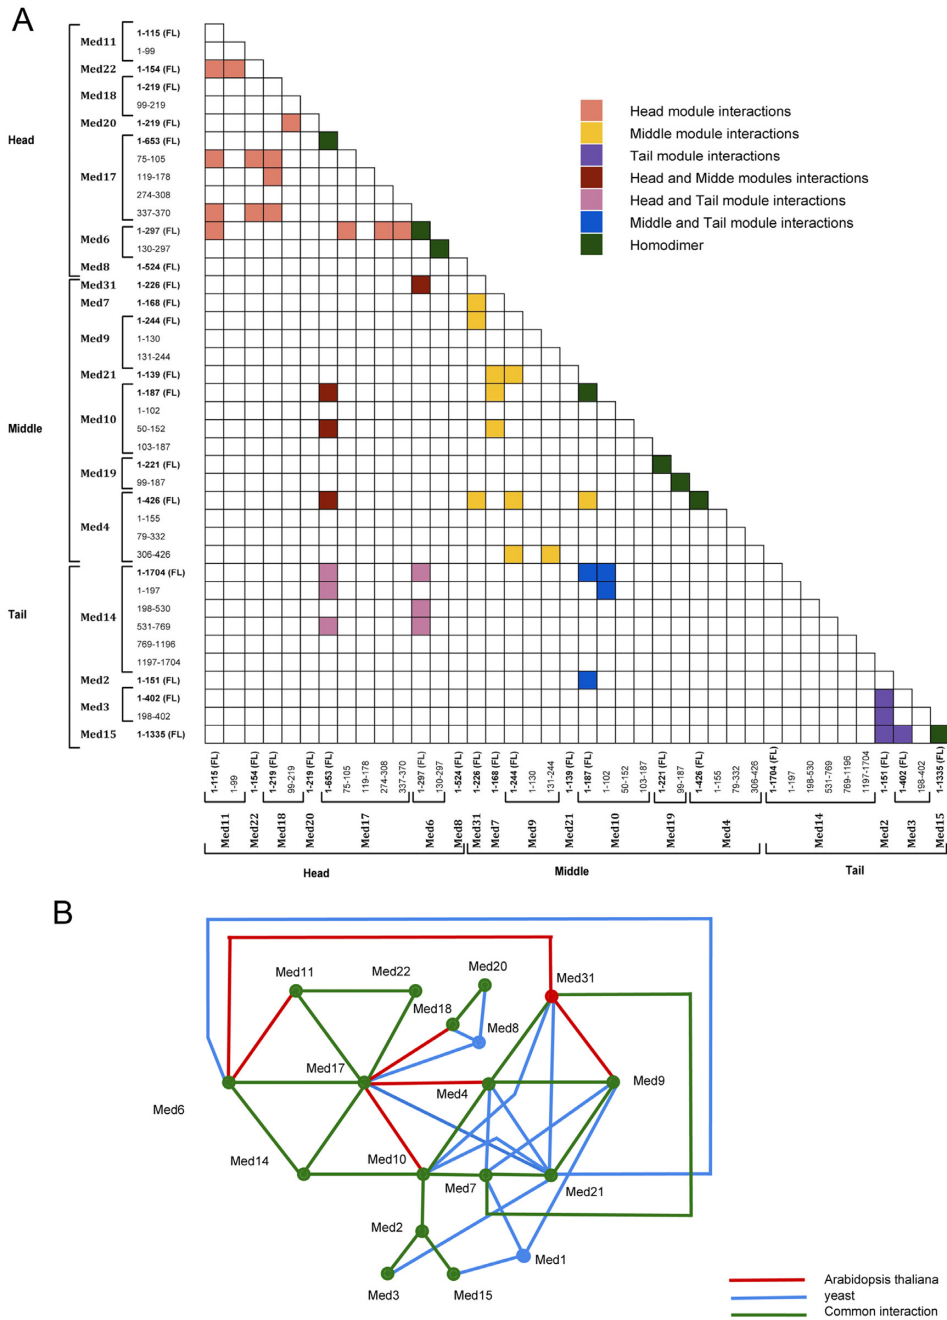 A
Head
Med11
1-115 (FL)
1-99
Med22
1-154 (FL)
Med18
1-219 (FL)
99-219
Med20
1-219 (FL)
Med17
1-653 (FL)
75-105
119-178
274-308
337-370
Med6
1-297 (FL)
130-297
Med8
1-524 (FL)
Middle
Med31
1-226 (FL)
Med7
1-168 (FL)
Med9
1-244 (FL)
1-130
131-244
Med21
1-139 (FL)
Med10
1-187 (FL)
1-102
50-152
103-187
Med19
1-221 (FL)
99-187
Med4
1-426 (FL)
1-155
79-332
306-426
Tail
Med14
1-1704 (FL)
1-197
198-530
531-769
769-1196
1197-1704
Med2
1-151 (FL)
Med3
1-402 (FL)
198-402
Med15
1-1335 (FL)
Head module interactions
Middle module interactions
Tail module interactions
Head and Midde modules interactions
Head and Tail module interactions
Middle and Tail module interactions
Homodimer
1-115 (FL)
1-99
1-154 (FL)
1-219 (FL)
99-219
1-219 (FL)
1-653 (FL)
75-105
119-178
274-308
337-370
1-297 (FL)
130-297
1-524 (FL)
1-226 (FL)
1-168 (FL)
1-244 (FL)
1-130
131-244
1-139 (FL)
1-187 (FL)
1-102
50-152
103-187
1-221 (FL)
99-187
1-426 (FL)
1-155
79-332
306-426
1-1704 (FL)
1-197
198-530
531-769
769-1196
1197-1704
1-151 (FL)
1-402 (FL)
198-402
1-1335 (FL)
Med11
Med22
Med18
Med20
Med17
Med6
Med8
Med31
Med7
Med9
Med21
Med10
Med19
Med4
Med14
Med2
Med3
Med15
Head
Middle
Tail
B
Med11
Med22
Med20
Med31
Med18
Med8
Med17
Med4
Med9
Med6
Med14
Med10
Med7
Med21
Med2
Med1
Med3
Med15
Arabidopsis thaliana
yeast
Common interaction